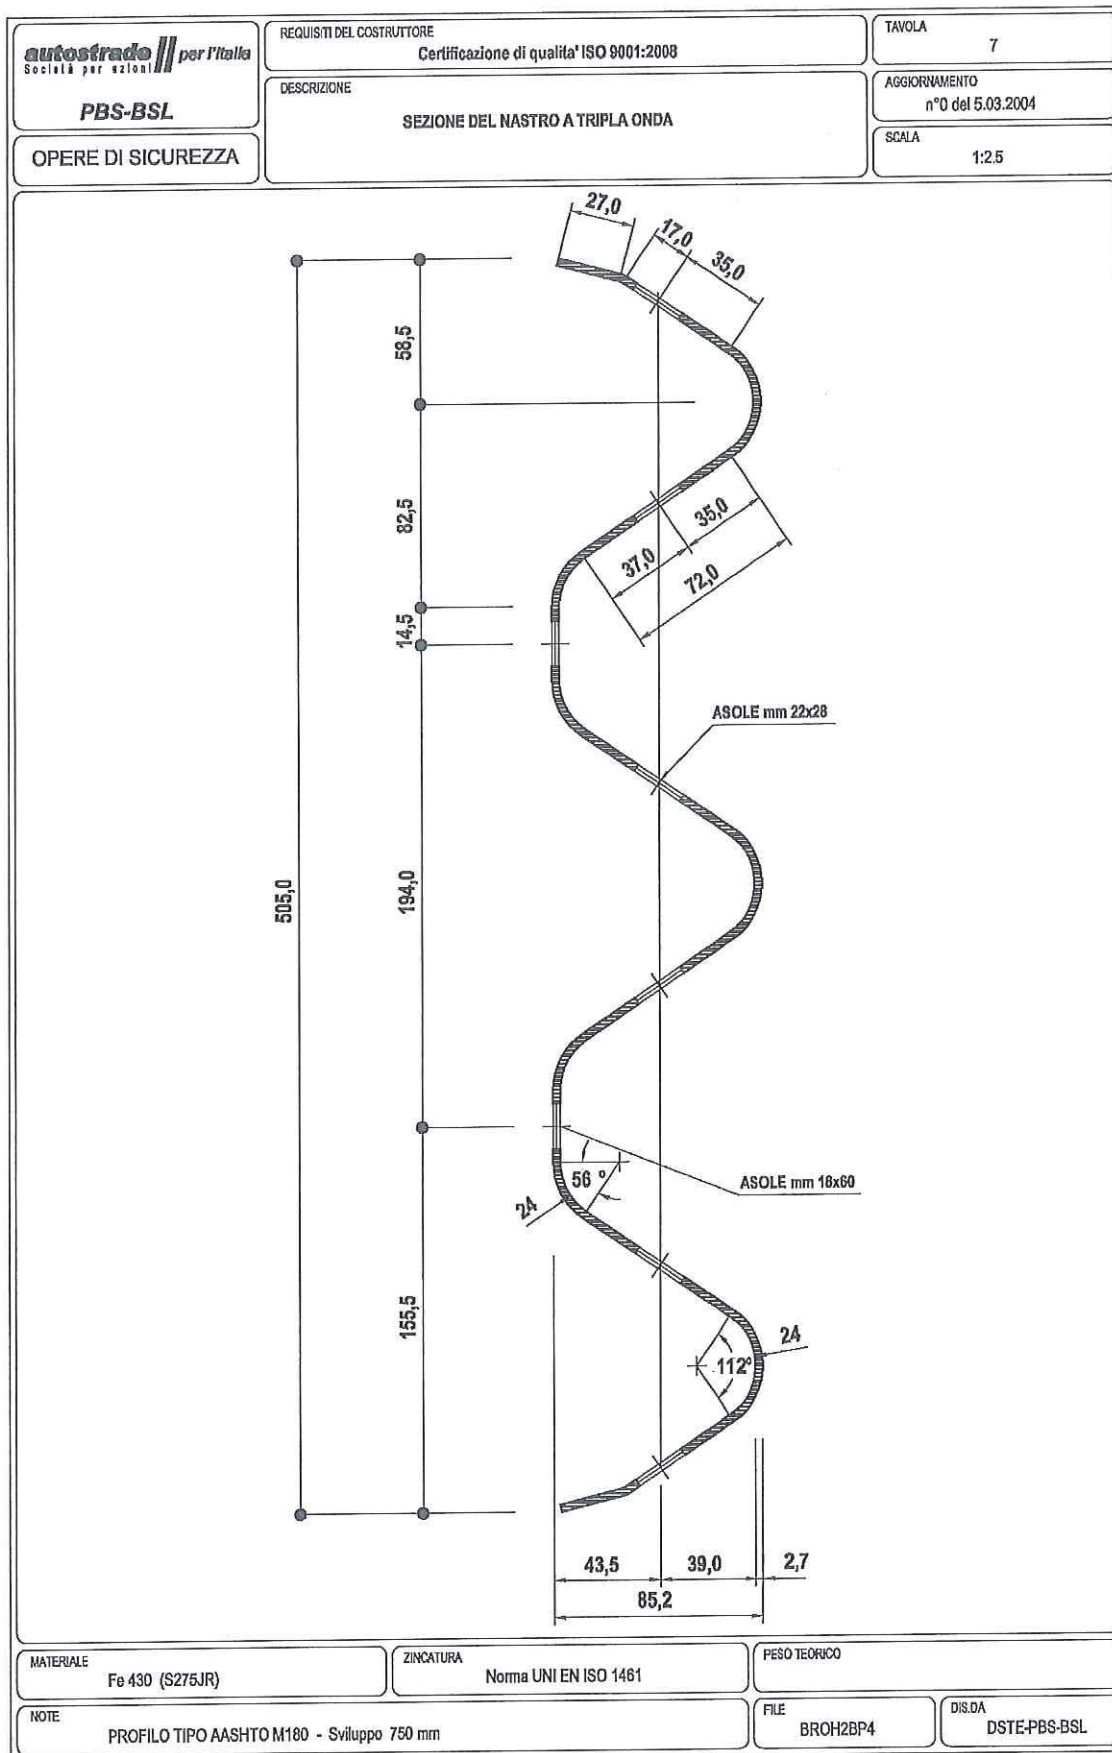 autostrade per l'Italia
Società per azioni
PBS-BSL
OPERE DI SICUREZZA
REQUISITI DEL COSTRUTTORE
Certificazione di qualita' ISO 9001:2008
DESCRIZIONE
SEZIONE DEL NASTRO A TRIPLA ONDA
TAVOLA
7
AGGIORNAMENTO
n°0 del 5.03.2004
SCALA
1:2.5
27,0
17,0
35,0
58,5
82,5
35,0
37,0
72,0
14,5
ASOLE mm 22x28
505,0
194,0
56 °
ASOLE mm 18x60
24
155,5
24
112°
43,5
39,0
2,7
85,2
MATERIALE
Fe 430 (S275JR)
ZINCATURA
Norma UNI EN ISO 1461
PESO TEORICO
NOTE
PROFILO TIPO AASHTO M180 - Sviluppo 750 mm
FILE
BROH2BP4
DIS.DA
DSTE-PBS-BSL